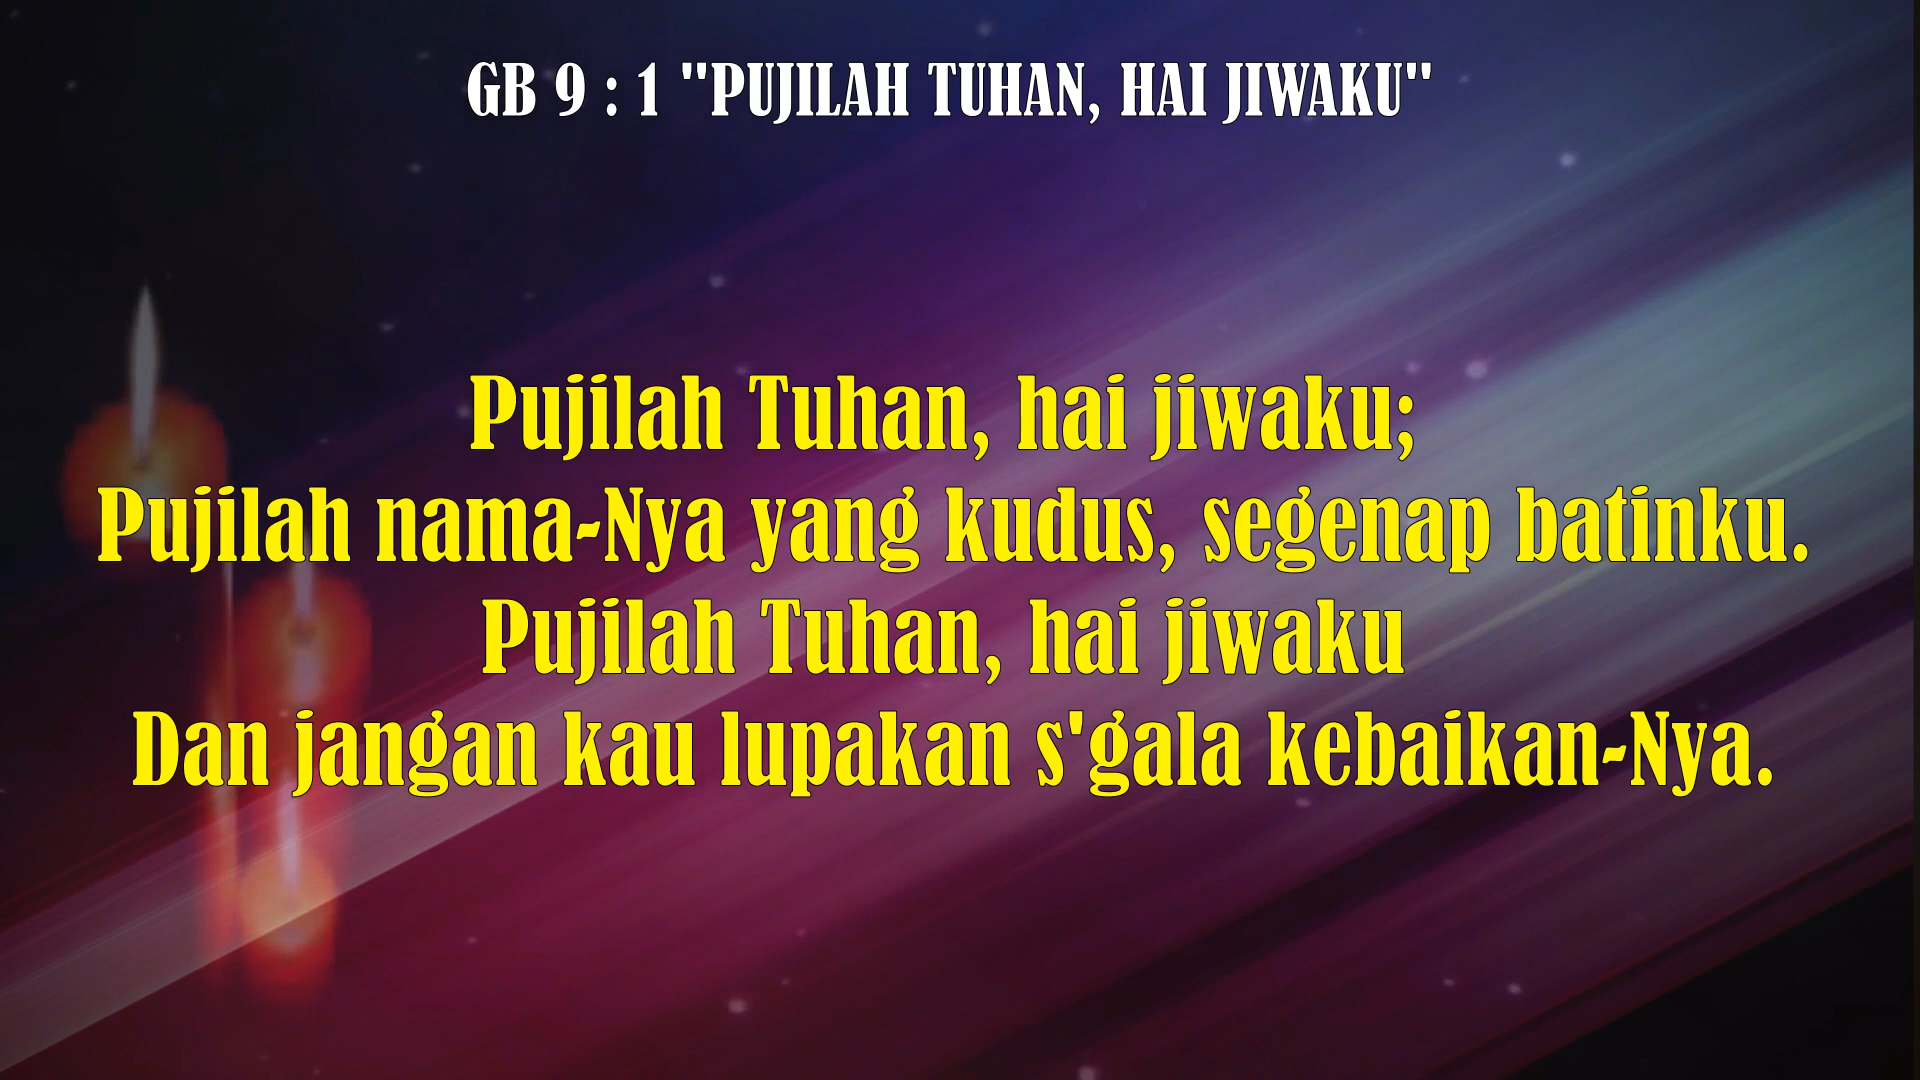 GB 9 : 1 "PUJILAH TUHAN, HAI JIWAKU"
Pujilah Tuhan, hai jiwaku;
Pujilah nama-Nya yang kudus, segenap batinku.
Pujilah Tuhan, hai jiwaku
Dan jangan kau lupakan s'gala kebaikan-Nya.